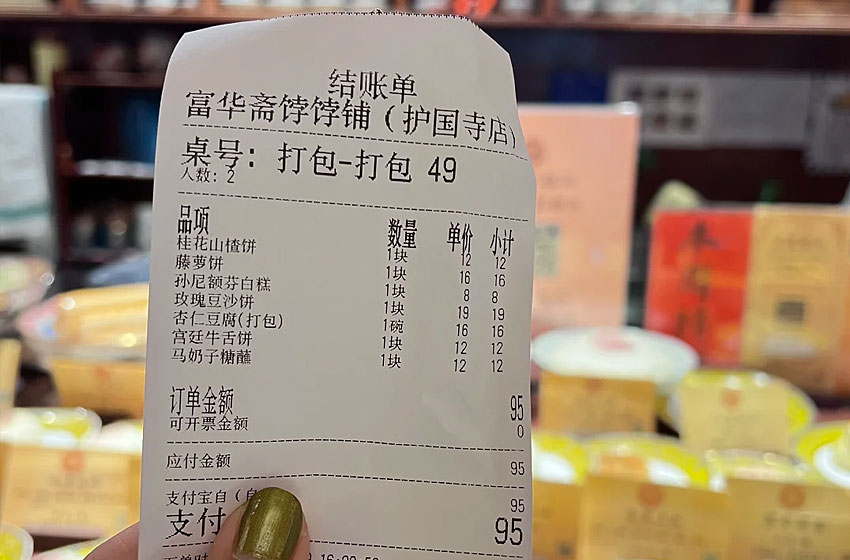 结账单
富华斋饽饽铺（护国寺店）
桌号：打包-打包 49
人数：2
品项 数量 单价 小计
桂花山楂饼 1块 12 12
藤萝饼 1块 16 16
孙尼额芬白糕 1块 8 8
玫瑰豆沙饼 1块 19 19
杏仁豆腐(打包) 1碗 16 16
宫廷牛舌饼 1块 12 12
马奶子糖蘸 1块 12 12
订单金额 95
可开票金额 0
应付金额 95
支付宝自（自 95
支付 95